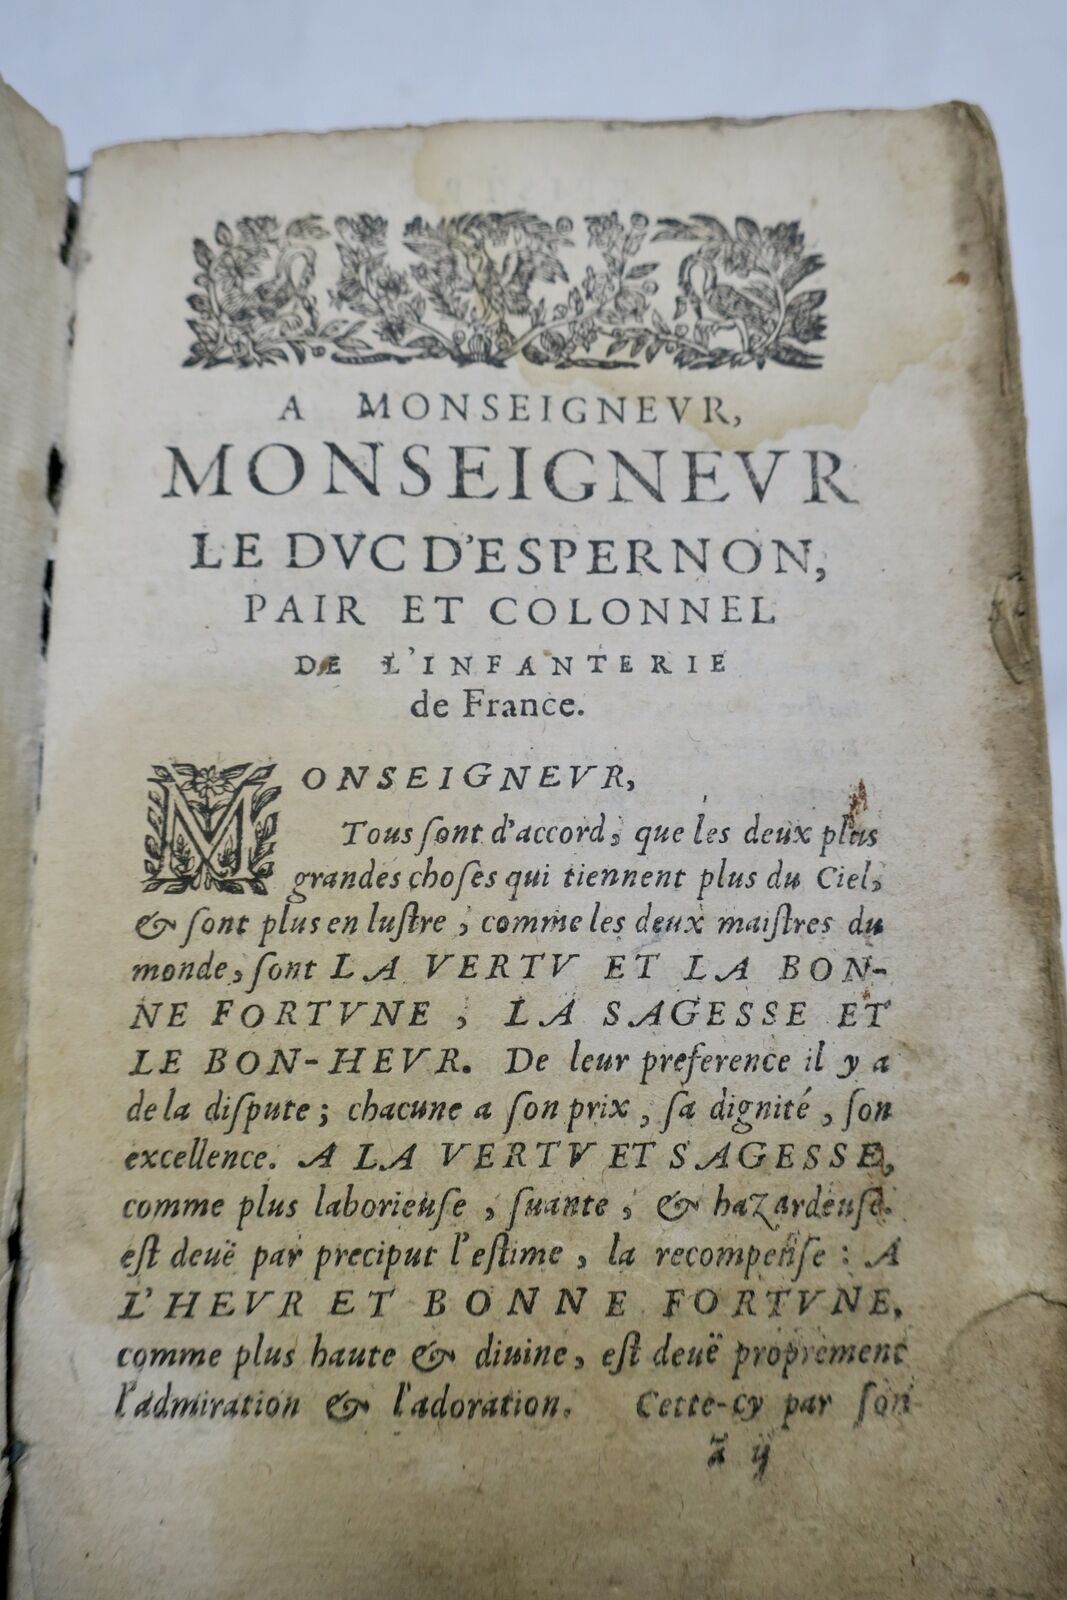 A MONSEIGNEVR,
MONSEIGNEVR
LE DVC D'ESPERNON,
PAIR ET COLONNEL
DE L'INFANTERIE
de France.
MONSEIGNEVR,
Tous ſont d'accord, que les deux plus
grandes choſes qui tiennent plus du Ciel,
& ſont plus en luſtre, comme les deux maiſtres du
monde, ſont LA VERTV ET LA BON-
NE FORTVNE, LA SAGESSE ET
LE BON-HEVR. De leur preference il y a
de la diſpute; chacune a ſon prix, ſa dignité, ſon
excellence. A LA VERTV ET SAGESSE,
comme plus laborieuſe, ſuante, & hazardeuſe.
eſt deuë par preciput l'eſtime, la recompenſe: A
L'HEVR ET BONNE FORTVNE,
comme plus haute & diuine, eſt deuë proprement
l'admiration & l'adoration. Cette-cy par ſon
ã ij